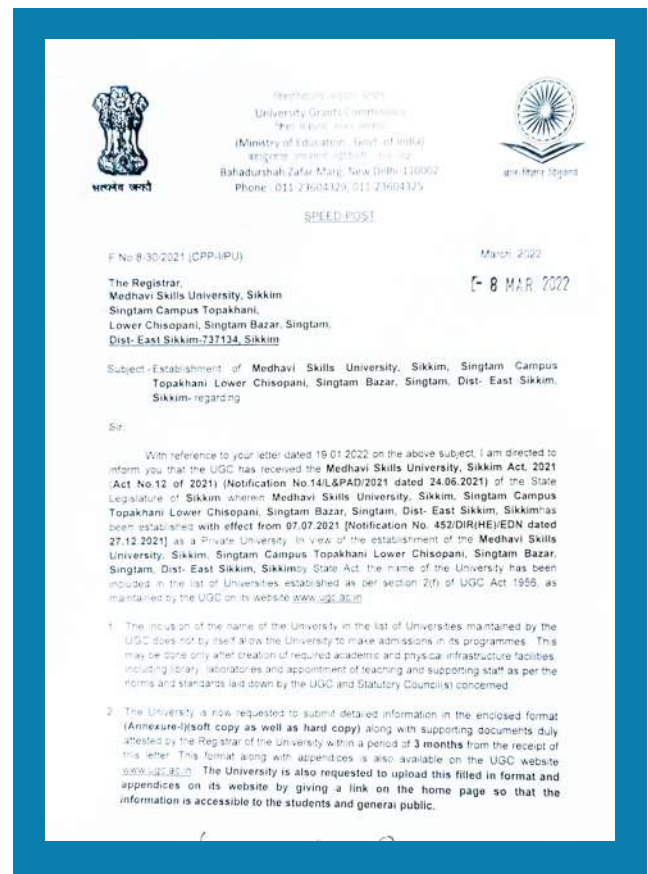 सत्यमेव जयते
University Grants Commission
(Ministry of Education, Govt. of India)
Bahadurshah Zafar Marg, New Delhi-110002
Phone : 011-23604329, 011-23604325
ज्ञान-विज्ञान विमुक्तये
SPEED-POST
F.No 8-30/2021 (CPP-I/PU)
March, 2022
8 MAR 2022
The Registrar,
Medhavi Skills University, Sikkim
Singtam Campus
Topakhani,
Lower Chisopani, Singtam Bazar, Singtam,
Dist- East Sikkim-737134, Sikkim
Subject:-Establishment of Medhavi Skills University, Sikkim, Singtam Campus
Topakhani Lower Chisopani, Singtam Bazar, Singtam, Dist- East Sikkim,
Sikkim- regarding
Sir,
With reference to your letter dated 19.01.2022 on the above subject, I am directed to
inform you that the UGC has received the Medhavi Skills University, Sikkim Act, 2021
(Act No.12 of 2021) (Notification No.14/L&PAD/2021 dated 24.06.2021) of the State
Legislature of Sikkim wherein Medhavi Skills University, Sikkim, Singtam Campus
Topakhani Lower Chisopani, Singtam Bazar, Singtam, Dist- East Sikkim, Sikkimhas
been established with effect from 07.07.2021 [Notification No. 452/DIR(HE)/EDN dated
27.12.2021] as a Private University. In view of the establishment of the Medhavi Skills
University, Sikkim, Singtam Campus Topakhani Lower Chisopani, Singtam Bazar,
Singtam, Dist- East Sikkim, Sikkimby State Act, the name of the University has been
included in the list of Universities established as per section 2(f) of UGC Act 1956, as
maintained by the UGC on its website www.ugc.ac.in
1. The inclusion of the name of the University in the list of Universities maintained by the
UGC does not by itself allow the University to make admissions in its programmes. This
may be done only after creation of required academic and physical infrastructure facilities,
including library, laboratories and appointment of teaching and supporting staff as per the
norms and standards laid down by the UGC and Statutory Council(s) concerned.
2. The University is now requested to submit detailed information in the enclosed format
(Annexure-I)(soft copy as well as hard copy) along with supporting documents duly
attested by the Registrar of the University within a period of 3 months from the receipt of
this letter. This format along with appendices is also available on the UGC website
www.ugc.ac.in. The University is also requested to upload this filled in format and
appendices on its website by giving a link on the home page so that the
information is accessible to the students and general public.